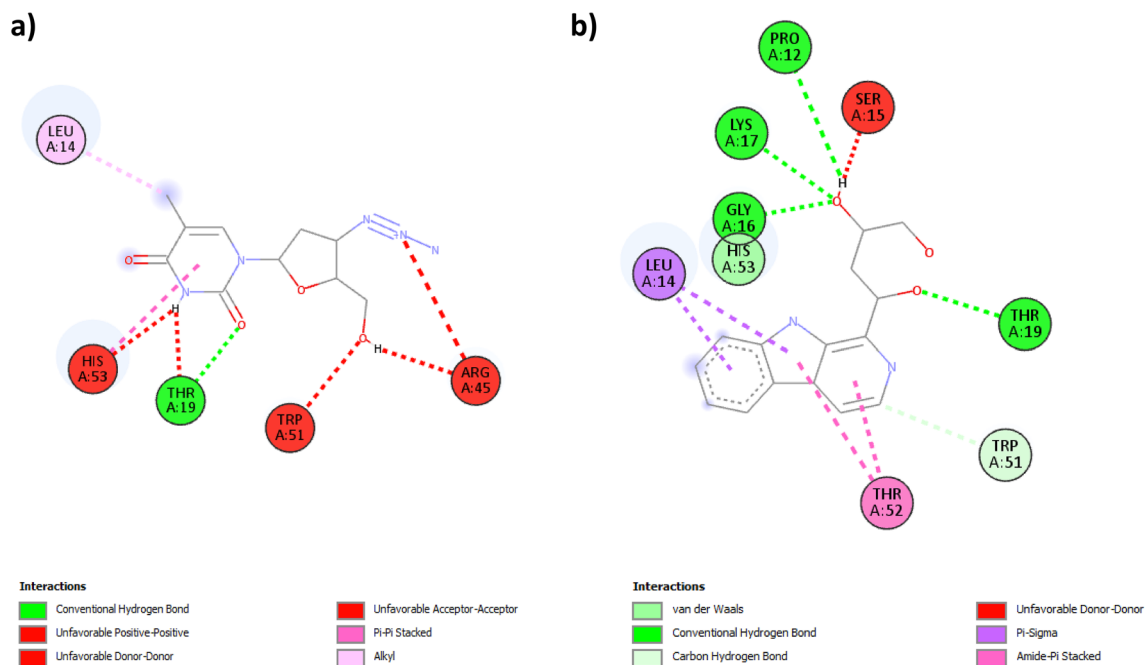 a)
LEU
A:14
O
N
N
H
O
O
N
N+
N
O
H
HIS
A:53
THR
A:19
TRP
A:51
ARG
A:45
Interactions
Conventional Hydrogen Bond
Unfavorable Positive-Positive
Unfavorable Donor-Donor
Unfavorable Acceptor-Acceptor
Pi-Pi Stacked
Alkyl
b)
PRO
A:12
SER
A:15
LYS
A:17
H
O
GLY
A:16
HIS
A:53
LEU
A:14
O
O
THR
A:19
N
N
TRP
A:51
THR
A:52
Interactions
van der Waals
Conventional Hydrogen Bond
Carbon Hydrogen Bond
Unfavorable Donor-Donor
Pi-Sigma
Amide-Pi Stacked